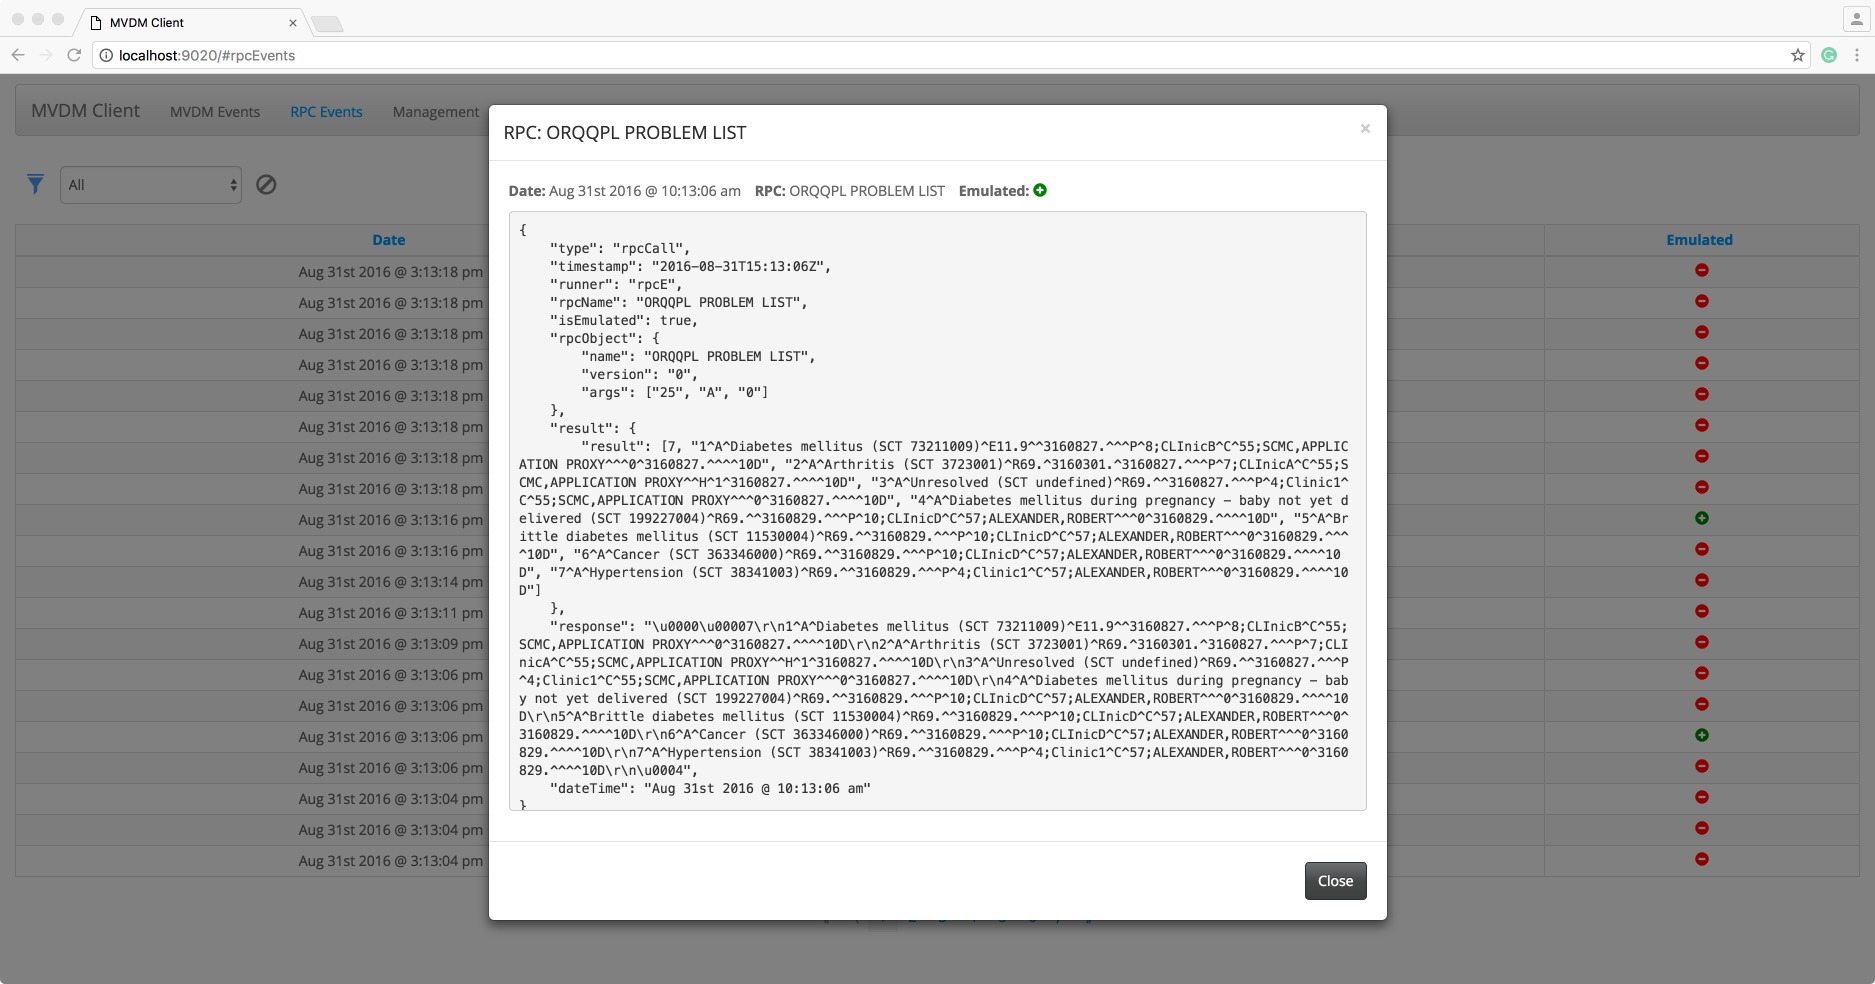 MVDM Client
localhost:9020/#rpcEvents
MVDM Client MVDM Events RPC Events Management
All
Date Emulated
Aug 31st 2016 @ 3:13:18 pm
Aug 31st 2016 @ 3:13:18 pm
Aug 31st 2016 @ 3:13:18 pm
Aug 31st 2016 @ 3:13:18 pm
Aug 31st 2016 @ 3:13:18 pm
Aug 31st 2016 @ 3:13:18 pm
Aug 31st 2016 @ 3:13:18 pm
Aug 31st 2016 @ 3:13:18 pm
Aug 31st 2016 @ 3:13:16 pm
Aug 31st 2016 @ 3:13:16 pm
Aug 31st 2016 @ 3:13:14 pm
Aug 31st 2016 @ 3:13:11 pm
Aug 31st 2016 @ 3:13:09 pm
Aug 31st 2016 @ 3:13:06 pm
Aug 31st 2016 @ 3:13:06 pm
Aug 31st 2016 @ 3:13:06 pm
Aug 31st 2016 @ 3:13:06 pm
Aug 31st 2016 @ 3:13:04 pm
Aug 31st 2016 @ 3:13:04 pm
Aug 31st 2016 @ 3:13:04 pm
RPC: ORQQPL PROBLEM LIST
Date: Aug 31st 2016 @ 10:13:06 am RPC: ORQQPL PROBLEM LIST Emulated:
{
    "type": "rpcCall",
    "timestamp": "2016-08-31T15:13:06Z",
    "runner": "rpcE",
    "rpcName": "ORQQPL PROBLEM LIST",
    "isEmulated": true,
    "rpcObject": {
        "name": "ORQQPL PROBLEM LIST",
        "version": "0",
        "args": ["25", "A", "0"]
    },
    "result": {
        "result": [7, "1^A^Diabetes mellitus (SCT 73211009)^E11.9^^3160827.^^^P^8;CLInicB^C^55;SCMC,APPLIC
ATION PROXY^^^0^3160827.^^^^10D", "2^A^Arthritis (SCT 3723001)^R69.^3160301.^3160827.^^^P^7;CLInicA^C^55;S
CMC,APPLICATION PROXY^^H^1^3160827.^^^^10D", "3^A^Unresolved (SCT undefined)^R69.^^3160827.^^^P^4;Clinic1^
C^55;SCMC,APPLICATION PROXY^^^0^3160827.^^^^10D", "4^A^Diabetes mellitus during pregnancy - baby not yet d
elivered (SCT 199227004)^R69.^^3160829.^^^P^10;CLInicD^C^57;ALEXANDER,ROBERT^^^0^3160829.^^^^10D", "5^A^Br
ittle diabetes mellitus (SCT 11530004)^R69.^^3160829.^^^P^10;CLInicD^C^57;ALEXANDER,ROBERT^^^0^3160829.^^^
^10D", "6^A^Cancer (SCT 363346000)^R69.^^3160829.^^^P^10;CLInicD^C^57;ALEXANDER,ROBERT^^^0^3160829.^^^^10
D", "7^A^Hypertension (SCT 38341003)^R69.^^3160829.^^^P^4;Clinic1^C^57;ALEXANDER,ROBERT^^^0^3160829.^^^^10
D"]
    },
    "response": "\u0000\u00007\r\n1^A^Diabetes mellitus (SCT 73211009)^E11.9^^3160827.^^^P^8;CLInicB^C^55;
SCMC,APPLICATION PROXY^^^0^3160827.^^^^10D\r\n2^A^Arthritis (SCT 3723001)^R69.^3160301.^3160827.^^^P^7;CLI
nicA^C^55;SCMC,APPLICATION PROXY^^H^1^3160827.^^^^10D\r\n3^A^Unresolved (SCT undefined)^R69.^^3160827.^^^P
^4;Clinic1^C^55;SCMC,APPLICATION PROXY^^^0^3160827.^^^^10D\r\n4^A^Diabetes mellitus during pregnancy - bab
y not yet delivered (SCT 199227004)^R69.^^3160829.^^^P^10;CLInicD^C^57;ALEXANDER,ROBERT^^^0^3160829.^^^^10
D\r\n5^A^Brittle diabetes mellitus (SCT 11530004)^R69.^^3160829.^^^P^10;CLInicD^C^57;ALEXANDER,ROBERT^^^0^
3160829.^^^^10D\r\n6^A^Cancer (SCT 363346000)^R69.^^3160829.^^^P^10;CLInicD^C^57;ALEXANDER,ROBERT^^^0^3160
829.^^^^10D\r\n7^A^Hypertension (SCT 38341003)^R69.^^3160829.^^^P^4;Clinic1^C^57;ALEXANDER,ROBERT^^^0^3160
829.^^^^10D\r\n\u0004",
    "dateTime": "Aug 31st 2016 @ 10:13:06 am"
}
Close